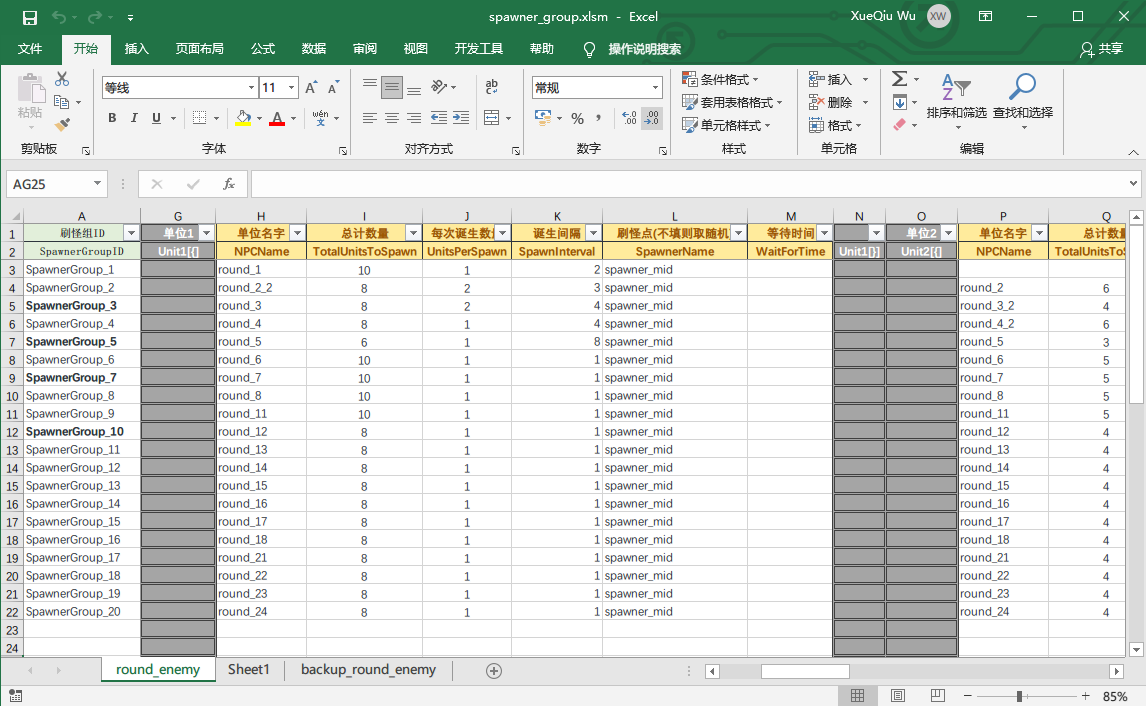 spawner_group.xlsm - Excel
XueQiu Wu XW
文件 开始 插入 页面布局 公式 数据 审阅 视图 开发工具 帮助 操作说明搜索 共享
粘贴
剪贴板
等线 11
B I U A wén 文
字体
ab c
对齐方式
常规
% ,
数字
条件格式
套用表格格式
单元格样式
样式
插入
删除
格式
单元格
排序和筛选 查找和选择
编辑
AG25 fx
A G H I J K L M N O P Q
1 刷怪组ID 单位1 单位名字 总计数量 每次诞生数 诞生间隔 刷怪点(不填则取随机 等待时间 单位2 单位名字 总计数量
2 SpawnerGroupID Unit1[{] NPCName TotalUnitsToSpawn UnitsPerSpawn SpawnInterval SpawnerName WaitForTime Unit1[}] Unit2[{] NPCName TotalUnitsToS
3 SpawnerGroup_1 round_1 10 1 2 spawner_mid
4 SpawnerGroup_2 round_2_2 8 2 3 spawner_mid round_2 6
5 SpawnerGroup_3 round_3 8 2 4 spawner_mid round_3_2 4
6 SpawnerGroup_4 round_4 8 1 4 spawner_mid round_4_2 6
7 SpawnerGroup_5 round_5 6 1 8 spawner_mid round_5 3
8 SpawnerGroup_6 round_6 10 1 1 spawner_mid round_6 5
9 SpawnerGroup_7 round_7 10 1 1 spawner_mid round_7 5
10 SpawnerGroup_8 round_8 10 1 1 spawner_mid round_8 5
11 SpawnerGroup_9 round_11 10 1 1 spawner_mid round_11 5
12 SpawnerGroup_10 round_12 8 1 1 spawner_mid round_12 4
13 SpawnerGroup_11 round_13 8 1 1 spawner_mid round_13 4
14 SpawnerGroup_12 round_14 8 1 1 spawner_mid round_14 4
15 SpawnerGroup_13 round_15 8 1 1 spawner_mid round_15 4
16 SpawnerGroup_14 round_16 8 1 1 spawner_mid round_16 4
17 SpawnerGroup_15 round_17 8 1 1 spawner_mid round_17 4
18 SpawnerGroup_16 round_18 8 1 1 spawner_mid round_18 4
19 SpawnerGroup_17 round_21 8 1 1 spawner_mid round_21 4
20 SpawnerGroup_18 round_22 8 1 1 spawner_mid round_22 4
21 SpawnerGroup_19 round_23 8 1 1 spawner_mid round_23 4
22 SpawnerGroup_20 round_24 8 1 1 spawner_mid round_24 4
23
24
round_enemy Sheet1 backup_round_enemy
85%